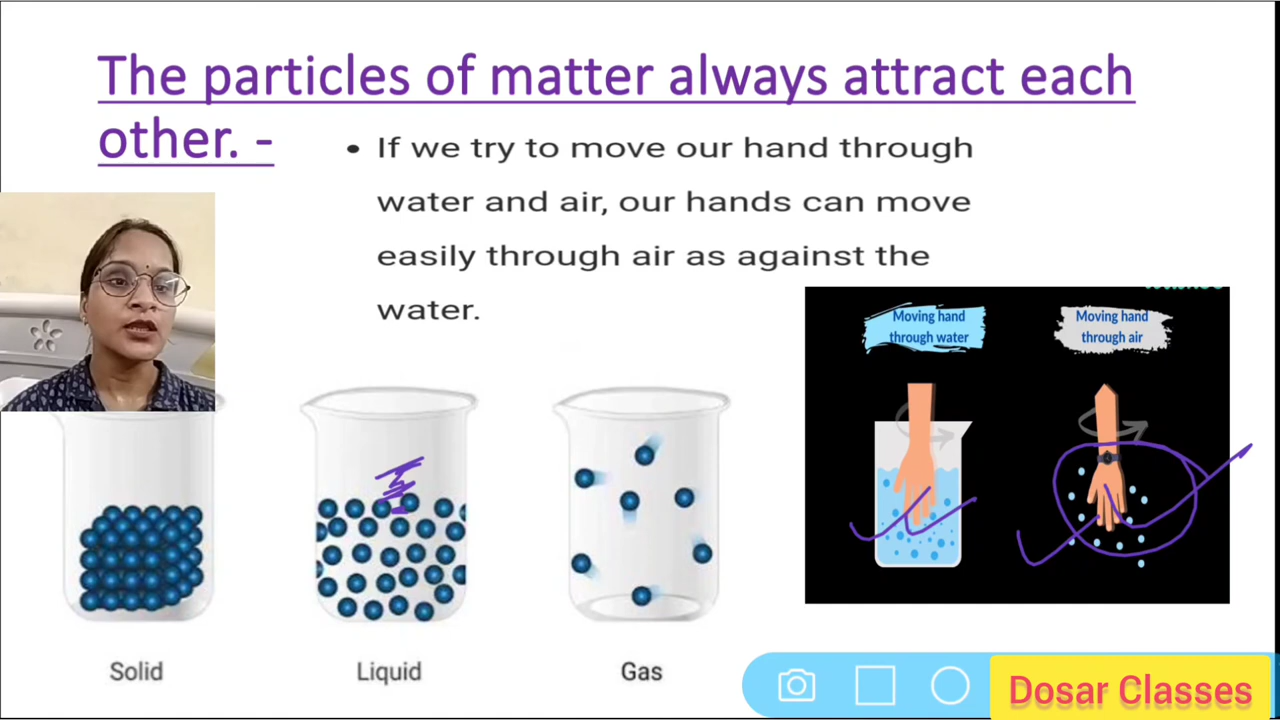 The particles of matter always attract each
other. -
• If we try to move our hand through
water and air, our hands can move
easily through air as against the
water.
Moving hand
through water
Moving hand
through air
Solid
Liquid
Gas
Dosar Classes